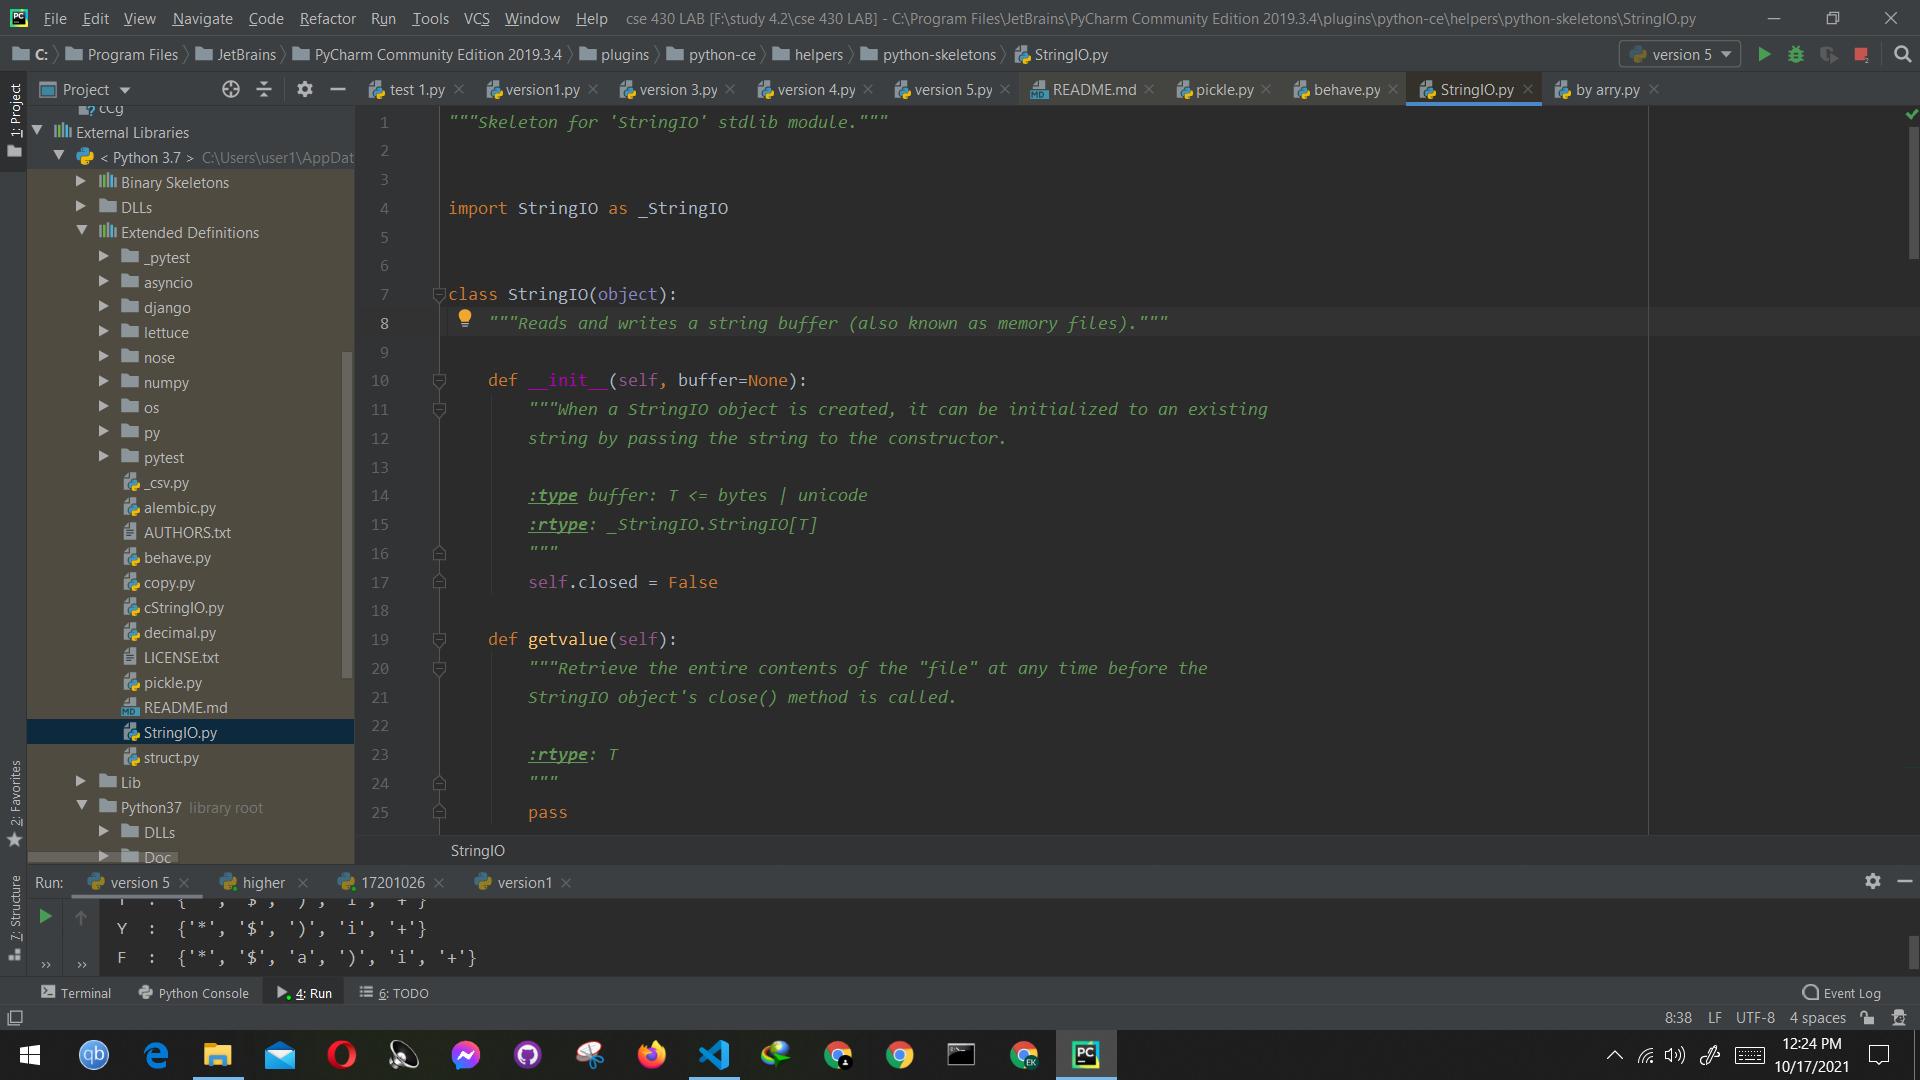 File Edit View Navigate Code Refactor Run Tools VCS Window Help cse 430 LAB [F:\study 4.2\cse 430 LAB] - C:\Program Files\JetBrains\PyCharm Community Edition 2019.3.4\plugins\python-ce\helpers\python-skeletons\StringIO.py
C: Program Files JetBrains PyCharm Community Edition 2019.3.4 plugins python-ce helpers python-skeletons StringIO.py version 5
Project test 1.py version1.py version 3.py version 4.py version 5.py README.md pickle.py behave.py StringIO.py by arry.py
1: Project
2: Favorites
7: Structure
External Libraries
< Python 3.7 > C:\Users\user1\AppDat
Binary Skeletons
DLLs
Extended Definitions
_pytest
asyncio
django
lettuce
nose
numpy
os
py
pytest
_csv.py
alembic.py
AUTHORS.txt
behave.py
copy.py
cStringIO.py
decimal.py
LICENSE.txt
pickle.py
README.md
StringIO.py
struct.py
Lib
Python37 library root
DLLs
Doc
1 """Skeleton for 'StringIO' stdlib module."""
2
3
4 import StringIO as _StringIO
5
6
7 class StringIO(object):
8 """Reads and writes a string buffer (also known as memory files)."""
9
10 def __init__(self, buffer=None):
11 """When a StringIO object is created, it can be initialized to an existing
12 string by passing the string to the constructor.
13
14 :type buffer: T <= bytes | unicode
15 :rtype: _StringIO.StringIO[T]
16 """
17 self.closed = False
18
19 def getvalue(self):
20 """Retrieve the entire contents of the "file" at any time before the
21 StringIO object's close() method is called.
22
23 :rtype: T
24 """
25 pass
StringIO
Run: version 5 higher 17201026 version1
Y : {'*', '$', ')', 'i', '+'}
F : {'*', '$', 'a', ')', 'i', '+'}
Terminal Python Console 4: Run 6: TODO Event Log
8:38 LF UTF-8 4 spaces
12:24 PM
10/17/2021